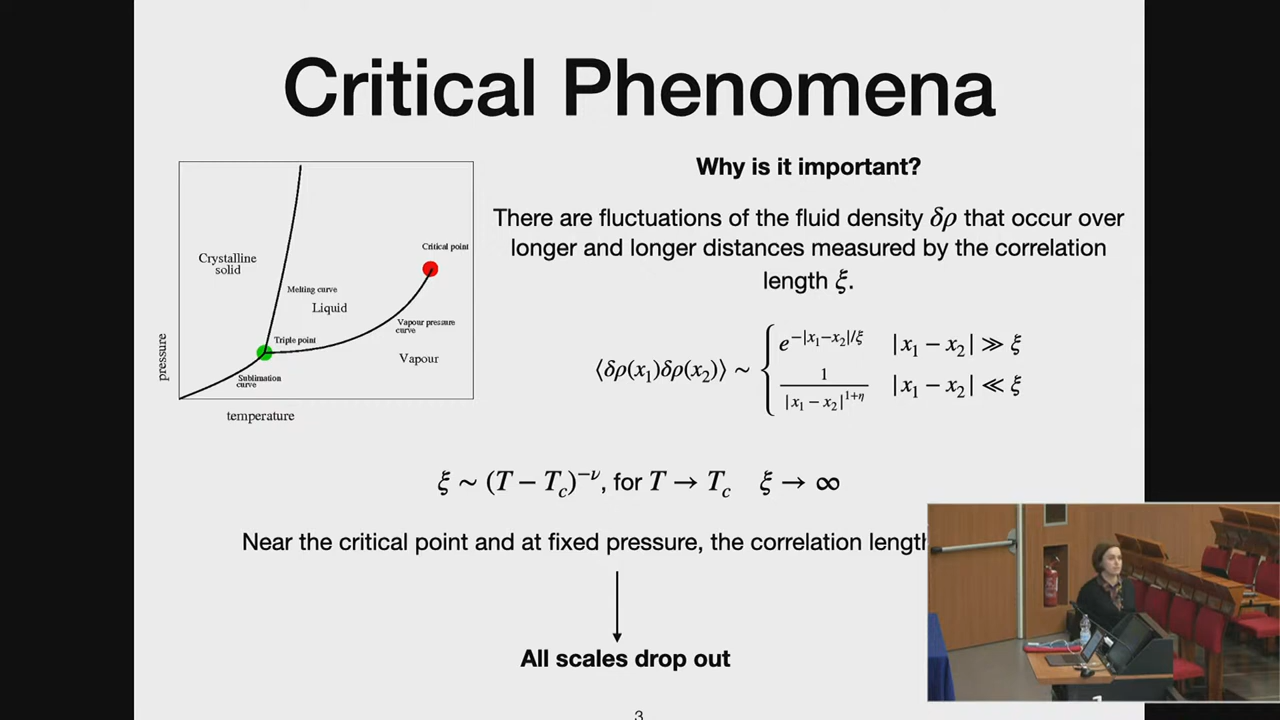 Critical Phenomena
Why is it important?
There are fluctuations of the fluid density δρ that occur over
longer and longer distances measured by the correlation
length ξ.
Critical point
Crystalline
solid
Melting curve
Liquid
Vapour pressure
curve
Triple point
Vapour
Sublimation
curve
pressure
temperature
⟨δρ(x₁)δρ(x₂)⟩ ~ { e^{−|x₁−x₂|/ξ} |x₁ − x₂| ≫ ξ
1/|x₁ − x₂|^{1+η} |x₁ − x₂| ≪ ξ
ξ ~ (T − T_c)^{−ν}, for T → T_c ξ → ∞
Near the critical point and at fixed pressure, the correlation length
All scales drop out
3